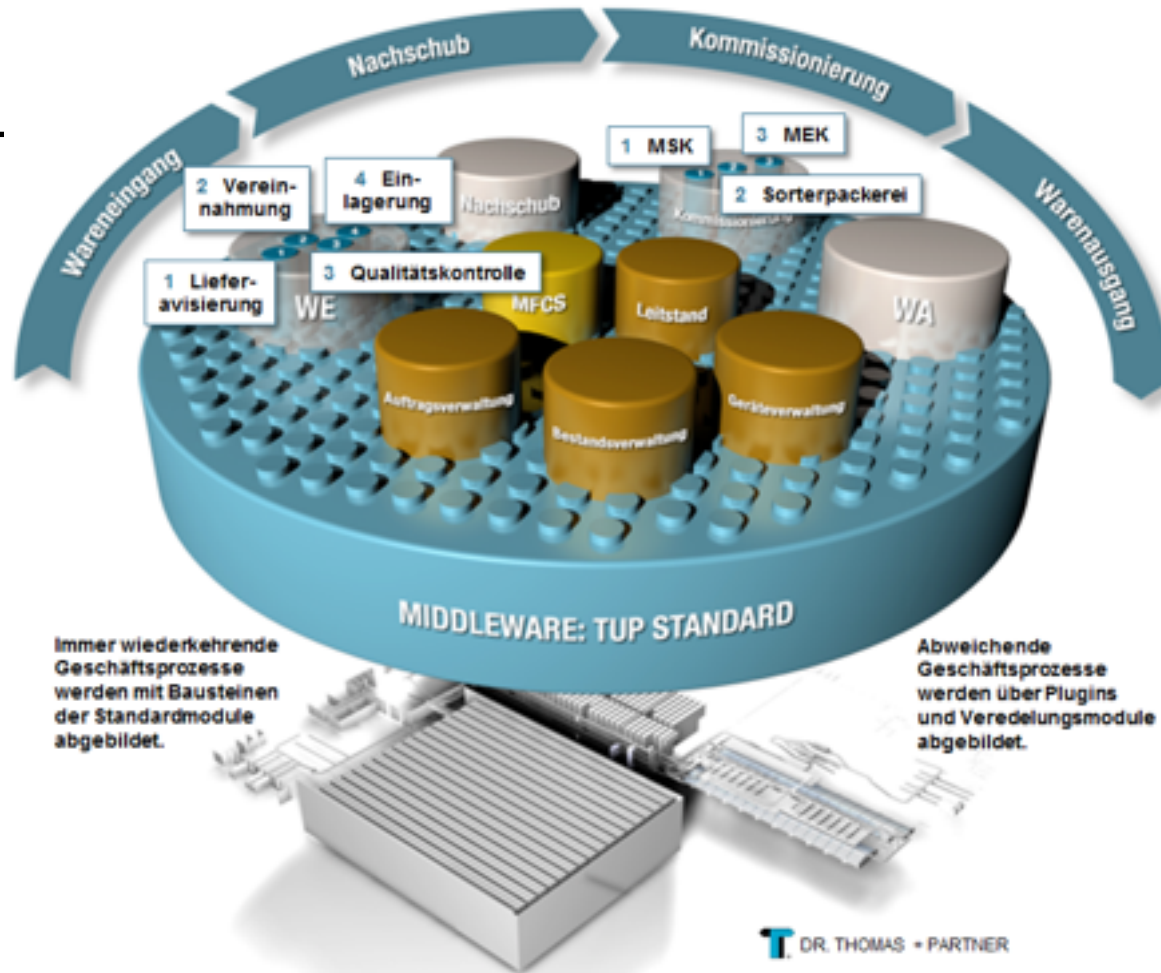 Wareneingang
Nachschub
Kommissionierung
Warenausgang
1 MSK
3 MEK
2 Verein-
nahmung
4 Ein-
lagerung
2 Sorterpackerei
Nachschub
Kommissionierung
1 Liefer-
avisierung
3 Qualitätskontrolle
WE
MFCS
Leitstand
WA
Auftragsverwaltung
Bestandsverwaltung
Geräteverwaltung
MIDDLEWARE: TUP STANDARD
Immer wiederkehrende
Geschäftsprozesse
werden mit Bausteinen
der Standardmodule
abgebildet.
Abweichende
Geschäftsprozesse
werden über Plugins
und Veredelungsmodule
abgebildet.
DR. THOMAS + PARTNER